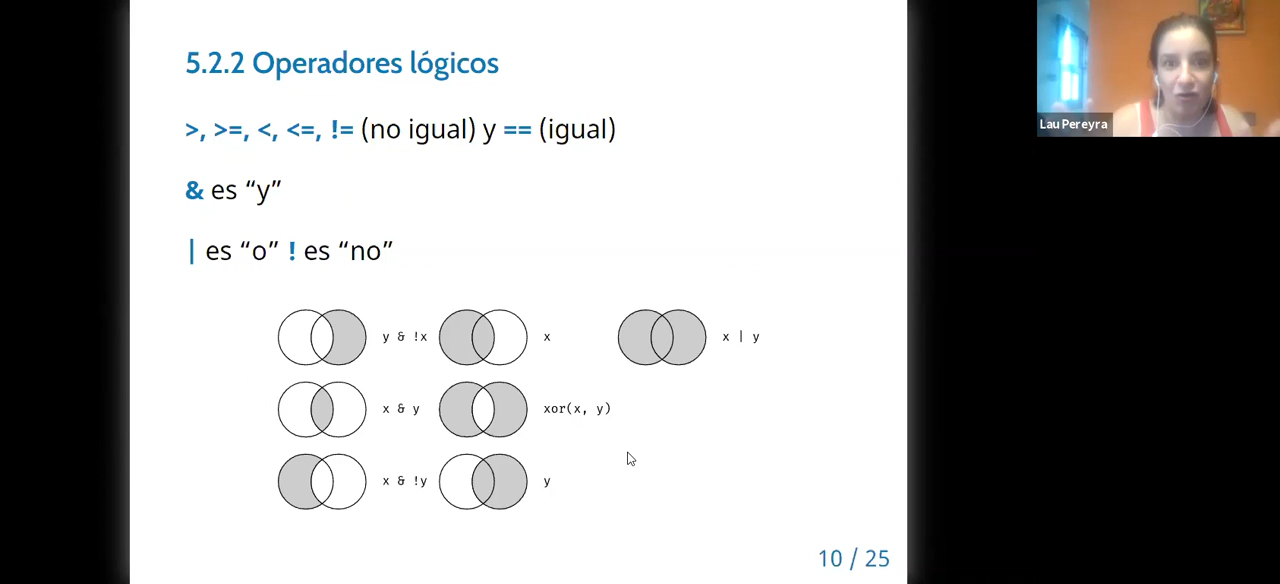 5.2.2 Operadores lógicos
>, >=, <, <=, != (no igual) y == (igual)
& es “y”
| es “o” ! es “no”
y & !x
x
x | y
x & y
xor(x, y)
x & !y
y
10 / 25
Lau Pereyra